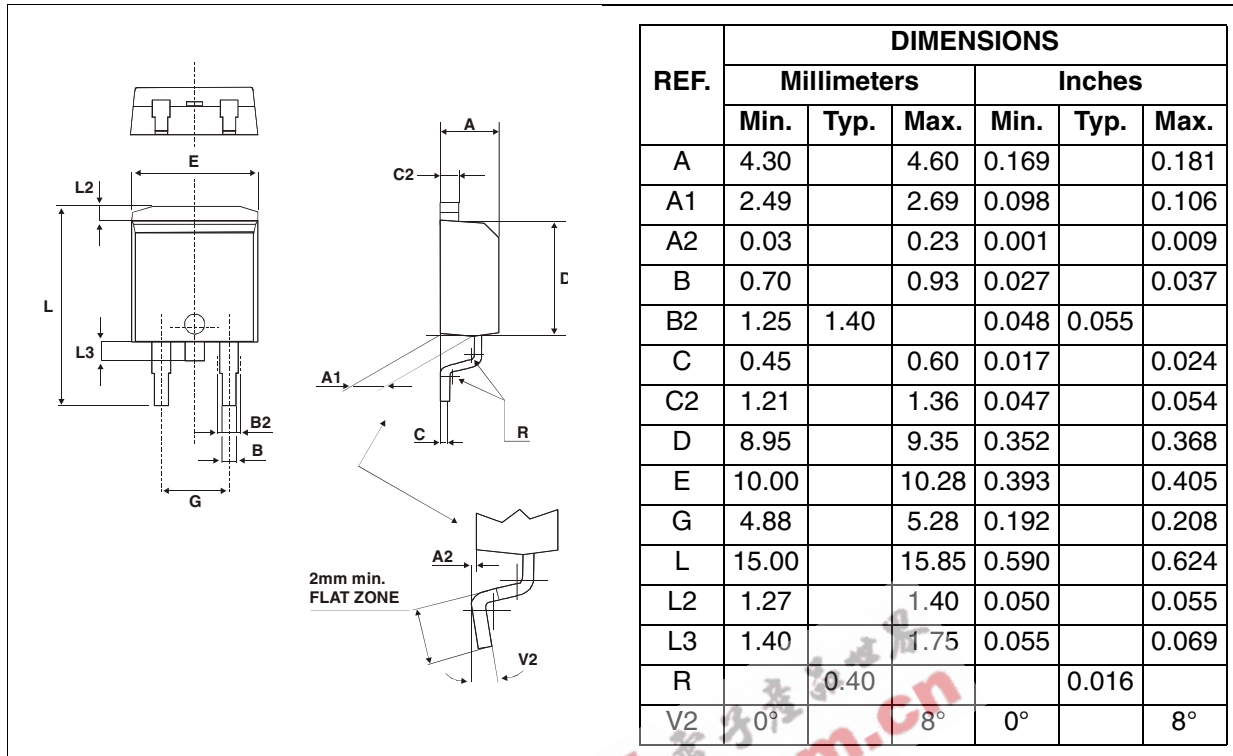 A
C2
E
L2
L
D
L3
A1
B2
C
R
B
G
A2
2mm min.
FLAT ZONE
V2
DIMENSIONS
REF. Millimeters Inches
Min. Typ. Max. Min. Typ. Max.
A 4.30 4.60 0.169 0.181
A1 2.49 2.69 0.098 0.106
A2 0.03 0.23 0.001 0.009
B 0.70 0.93 0.027 0.037
B2 1.25 1.40 0.048 0.055
C 0.45 0.60 0.017 0.024
C2 1.21 1.36 0.047 0.054
D 8.95 9.35 0.352 0.368
E 10.00 10.28 0.393 0.405
G 4.88 5.28 0.192 0.208
L 15.00 15.85 0.590 0.624
L2 1.27 1.40 0.050 0.055
L3 1.40 1.75 0.055 0.069
R 0.40 0.016
V2 0° 8° 0° 8°
電子產品世界
.cn